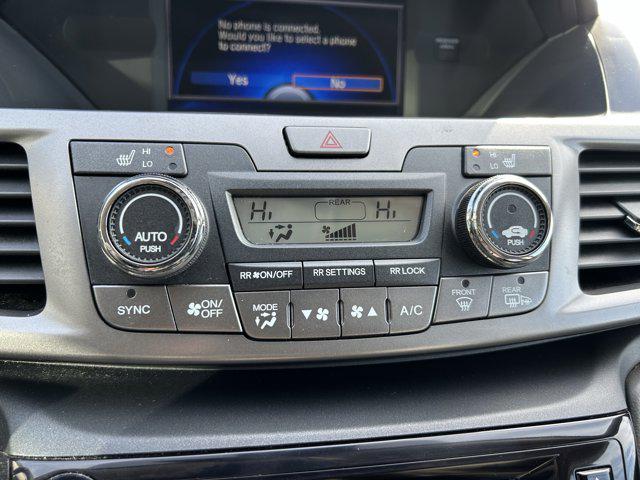 No phone is connected.
Would you like to select a phone
to connect?
Yes
No
HI
LO
HI
LO
REAR
Hi
Hi
AUTO
PUSH
PUSH
RR ON/OFF
RR SETTINGS
RR LOCK
SYNC
ON/
OFF
MODE
A/C
FRONT
REAR